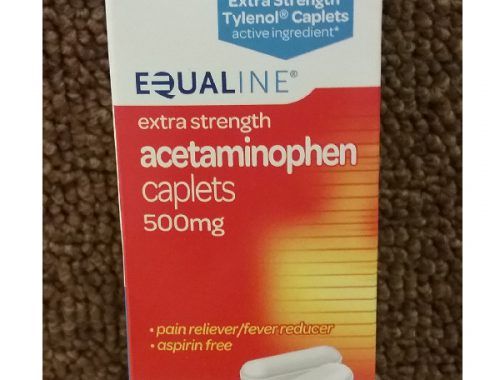 Extra Strength
Tylenol® Caplets
active ingredient*
EQUALINE®
extra strength
acetaminophen
caplets
500mg
• pain reliever/fever reducer
• aspirin free